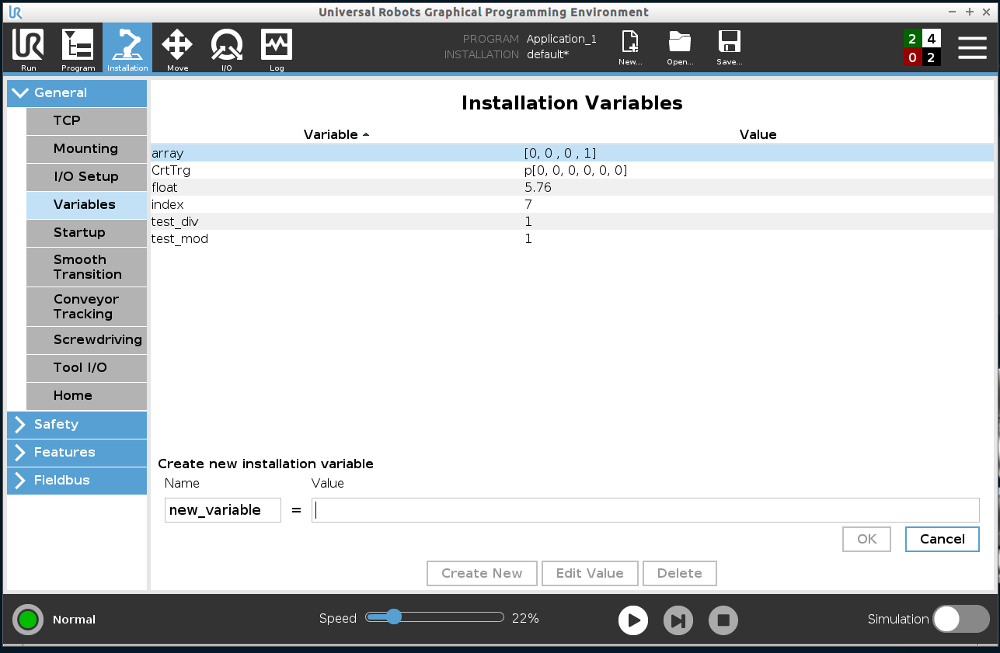 Universal Robots Graphical Programming Environment
PROGRAM Application_1
INSTALLATION default*
New... Open... Save...
2 4
0 2
Run Program Installation Move I/O Log
General
TCP
Mounting
I/O Setup
Variables
Startup
Smooth
Transition
Conveyor
Tracking
Screwdriving
Tool I/O
Home
Safety
Features
Fieldbus
Installation Variables
Variable Value
array [0, 0 , 0 , 1]
CrtTrg p[0, 0, 0, 0, 0, 0]
float 5.76
index 7
test_div 1
test_mod 1
Create new installation variable
Name Value
new_variable =
OK Cancel
Create New Edit Value Delete
Normal
Speed 22%
Simulation